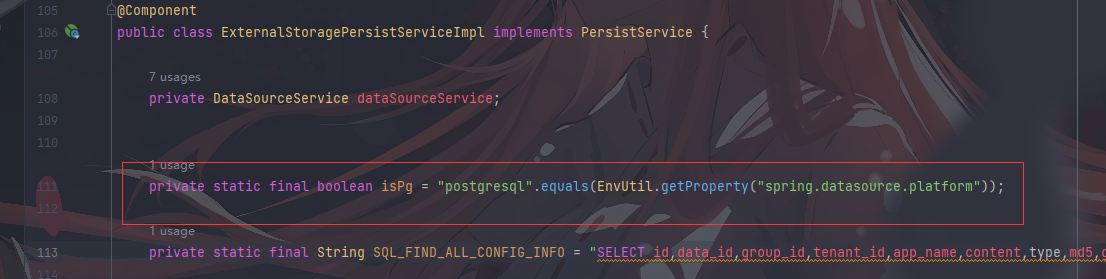 105 @Component
106 public class ExternalStoragePersistServiceImpl implements PersistService {
107
7 usages
108 private DataSourceService dataSourceService;
109
110
1 usage
111 private static final boolean isPg = "postgresql".equals(EnvUtil.getProperty("spring.datasource.platform"));
112
1 usage
113 private static final String SQL_FIND_ALL_CONFIG_INFO = "SELECT id,data_id,group_id,tenant_id,app_name,content,type,md5,
114